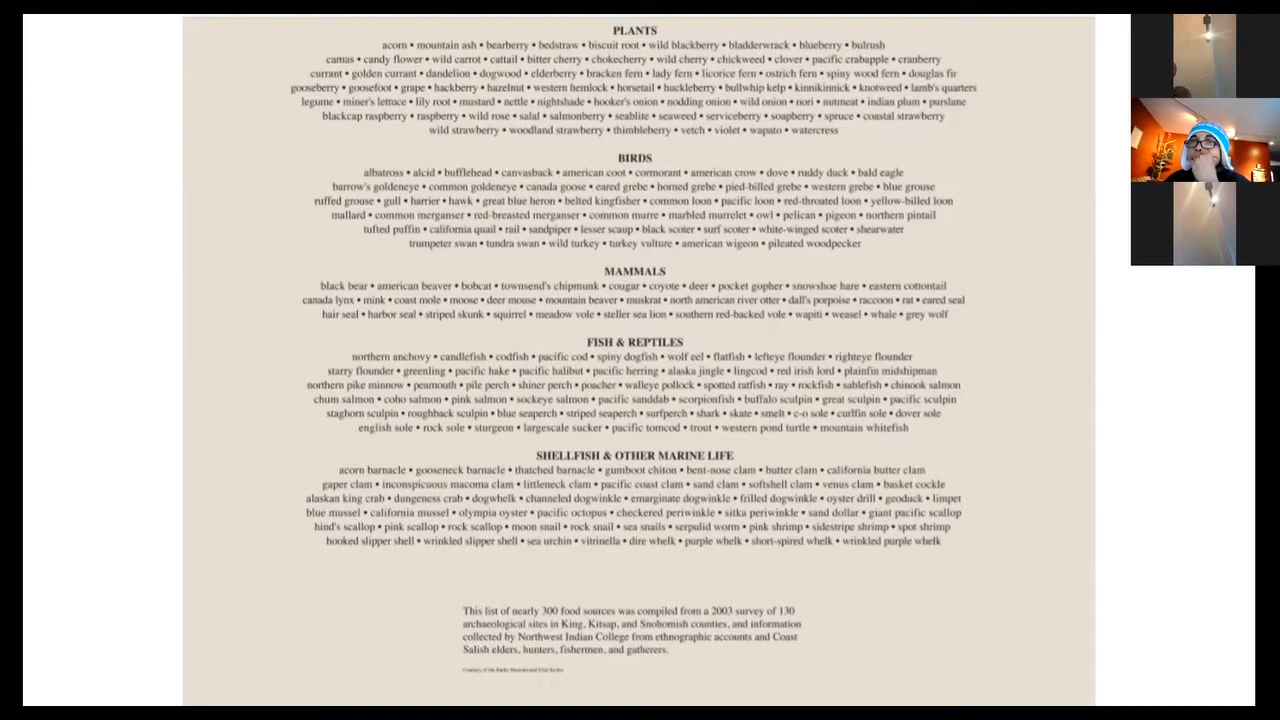 PLANTS
acorn • mountain ash • bearberry • bedstraw • biscuit root • wild blackberry • bladderwrack • blueberry • bulrush
camas • candy flower • wild carrot • cattail • bitter cherry • chokecherry • wild cherry • chickweed • clover • pacific crabapple • cranberry
currant • golden currant • dandelion • dogwood • elderberry • bracken fern • lady fern • licorice fern • ostrich fern • spiny wood fern • douglas fir
gooseberry • goosefoot • grape • hackberry • hazelnut • western hemlock • horsetail • huckleberry • bullwhip kelp • kinnikinnick • knotweed • lamb's quarters
legume • miner's lettuce • lily root • mustard • nettle • nightshade • hooker's onion • nodding onion • wild onion • nori • nutmeat • indian plum • purslane
blackcap raspberry • raspberry • wild rose • salal • salmonberry • seablite • seaweed • serviceberry • soapberry • spruce • coastal strawberry
wild strawberry • woodland strawberry • thimbleberry • vetch • violet • wapato • watercress
BIRDS
albatross • alcid • bufflehead • canvasback • american coot • cormorant • american crow • dove • ruddy duck • bald eagle
barrow's goldeneye • common goldeneye • canada goose • eared grebe • horned grebe • pied-billed grebe • western grebe • blue grouse
ruffed grouse • gull • harrier • hawk • great blue heron • belted kingfisher • common loon • pacific loon • red-throated loon • yellow-billed loon
mallard • common merganser • red-breasted merganser • common murre • marbled murrelet • owl • pelican • pigeon • northern pintail
tufted puffin • california quail • rail • sandpiper • lesser scaup • black scoter • surf scoter • white-winged scoter • shearwater
trumpeter swan • tundra swan • wild turkey • turkey vulture • american wigeon • pileated woodpecker
MAMMALS
black bear • american beaver • bobcat • townsend's chipmunk • cougar • coyote • deer • pocket gopher • snowshoe hare • eastern cottontail
canada lynx • mink • coast mole • moose • deer mouse • mountain beaver • muskrat • north american river otter • dall's porpoise • raccoon • rat • eared seal
hair seal • harbor seal • striped skunk • squirrel • meadow vole • steller sea lion • southern red-backed vole • wapiti • weasel • whale • grey wolf
FISH & REPTILES
northern anchovy • candlefish • codfish • pacific cod • spiny dogfish • wolf eel • flatfish • lefteye flounder • righteye flounder
starry flounder • greenling • pacific hake • pacific halibut • pacific herring • alaska jingle • lingcod • red irish lord • plainfin midshipman
northern pike minnow • peamouth • pile perch • shiner perch • poacher • walleye pollock • spotted ratfish • ray • rockfish • sablefish • chinook salmon
chum salmon • coho salmon • pink salmon • sockeye salmon • pacific sanddab • scorpionfish • buffalo sculpin • great sculpin • pacific sculpin
staghorn sculpin • roughback sculpin • blue seaperch • striped seaperch • surfperch • shark • skate • smelt • c-o sole • curlfin sole • dover sole
english sole • rock sole • sturgeon • largescale sucker • pacific tomcod • trout • western pond turtle • mountain whitefish
SHELLFISH & OTHER MARINE LIFE
acorn barnacle • gooseneck barnacle • thatched barnacle • gumboot chiton • bent-nose clam • butter clam • california butter clam
gaper clam • inconspicuous macoma clam • littleneck clam • pacific coast clam • sand clam • softshell clam • venus clam • basket cockle
alaskan king crab • dungeness crab • dogwhelk • channeled dogwinkle • emarginate dogwinkle • frilled dogwinkle • oyster drill • geoduck • limpet
blue mussel • california mussel • olympia oyster • pacific octopus • checkered periwinkle • sitka periwinkle • sand dollar • giant pacific scallop
hind's scallop • pink scallop • rock scallop • moon snail • rock snail • sea snails • serpulid worm • pink shrimp • sidestripe shrimp • spot shrimp
hooked slipper shell • wrinkled slipper shell • sea urchin • vitrinella • dire whelk • purple whelk • short-spired whelk • wrinkled purple whelk
This list of nearly 300 food sources was compiled from a 2003 survey of 130
archaeological sites in King, Kitsap, and Snohomish counties, and information
collected by Northwest Indian College from ethnographic accounts and Coast
Salish elders, hunters, fishermen, and gatherers.
Courtesy of the Burke Museum and